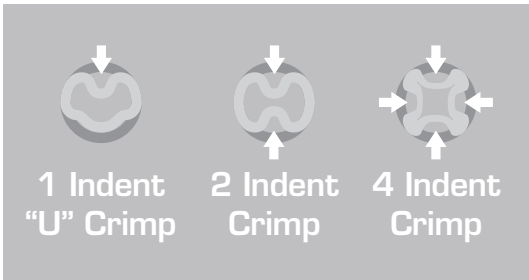 1 Indent
“U” Crimp
2 Indent
Crimp
4 Indent
Crimp